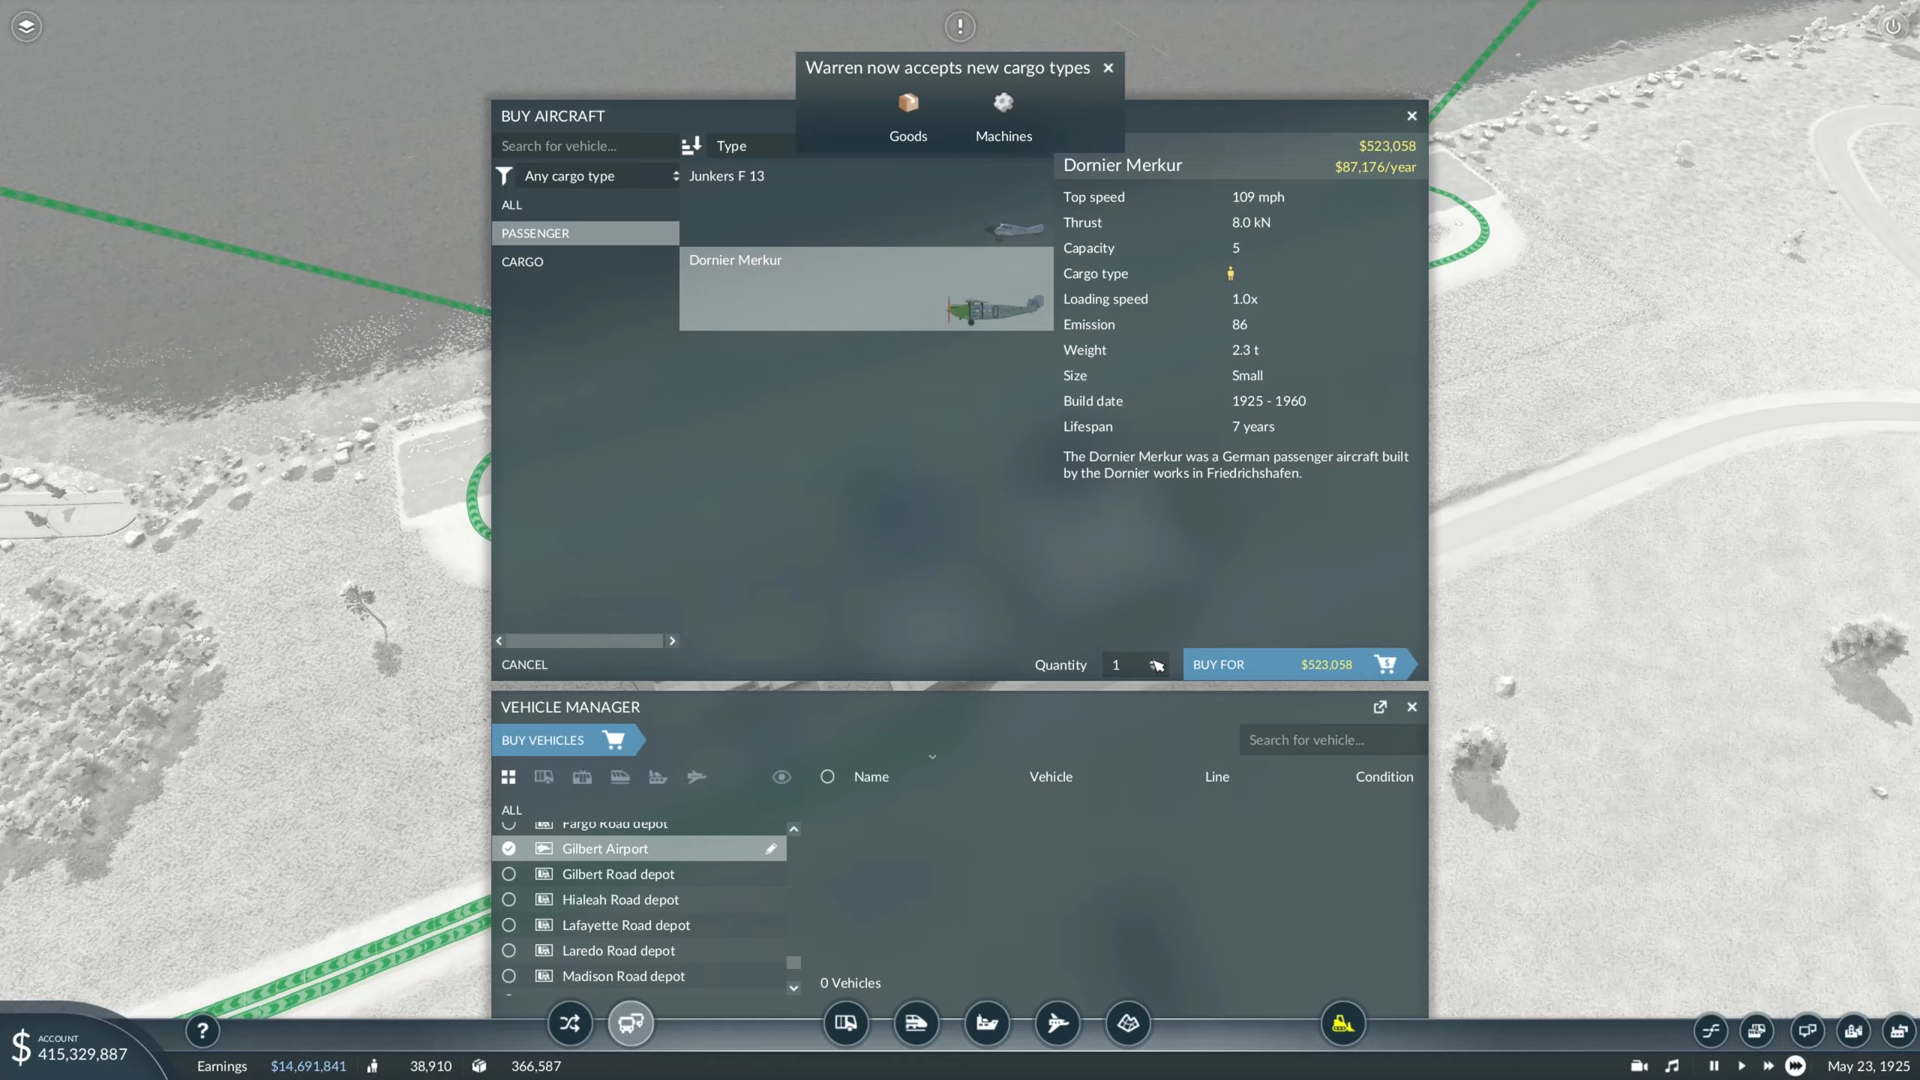 Warren now accepts new cargo types
Goods Machines
BUY AIRCRAFT
Search for vehicle... Type
Any cargo type
ALL
PASSENGER
CARGO
Junkers F 13
Dornier Merkur
$523,058
Dornier Merkur $87,176/year
Top speed 109 mph
Thrust 8.0 kN
Capacity 5
Cargo type
Loading speed 1.0x
Emission 86
Weight 2.3 t
Size Small
Build date 1925 - 1960
Lifespan 7 years
The Dornier Merkur was a German passenger aircraft built
by the Dornier works in Friedrichshafen.
CANCEL Quantity 1 BUY FOR $523,058
VEHICLE MANAGER
BUY VEHICLES Search for vehicle...
Name Vehicle Line Condition
ALL
Fargo Road depot
Gilbert Airport
Gilbert Road depot
Hialeah Road depot
Lafayette Road depot
Laredo Road depot
Madison Road depot
0 Vehicles
$ ACCOUNT
415,329,887
?
Earnings $14,691,841 38,910 366,587 May 23, 1925